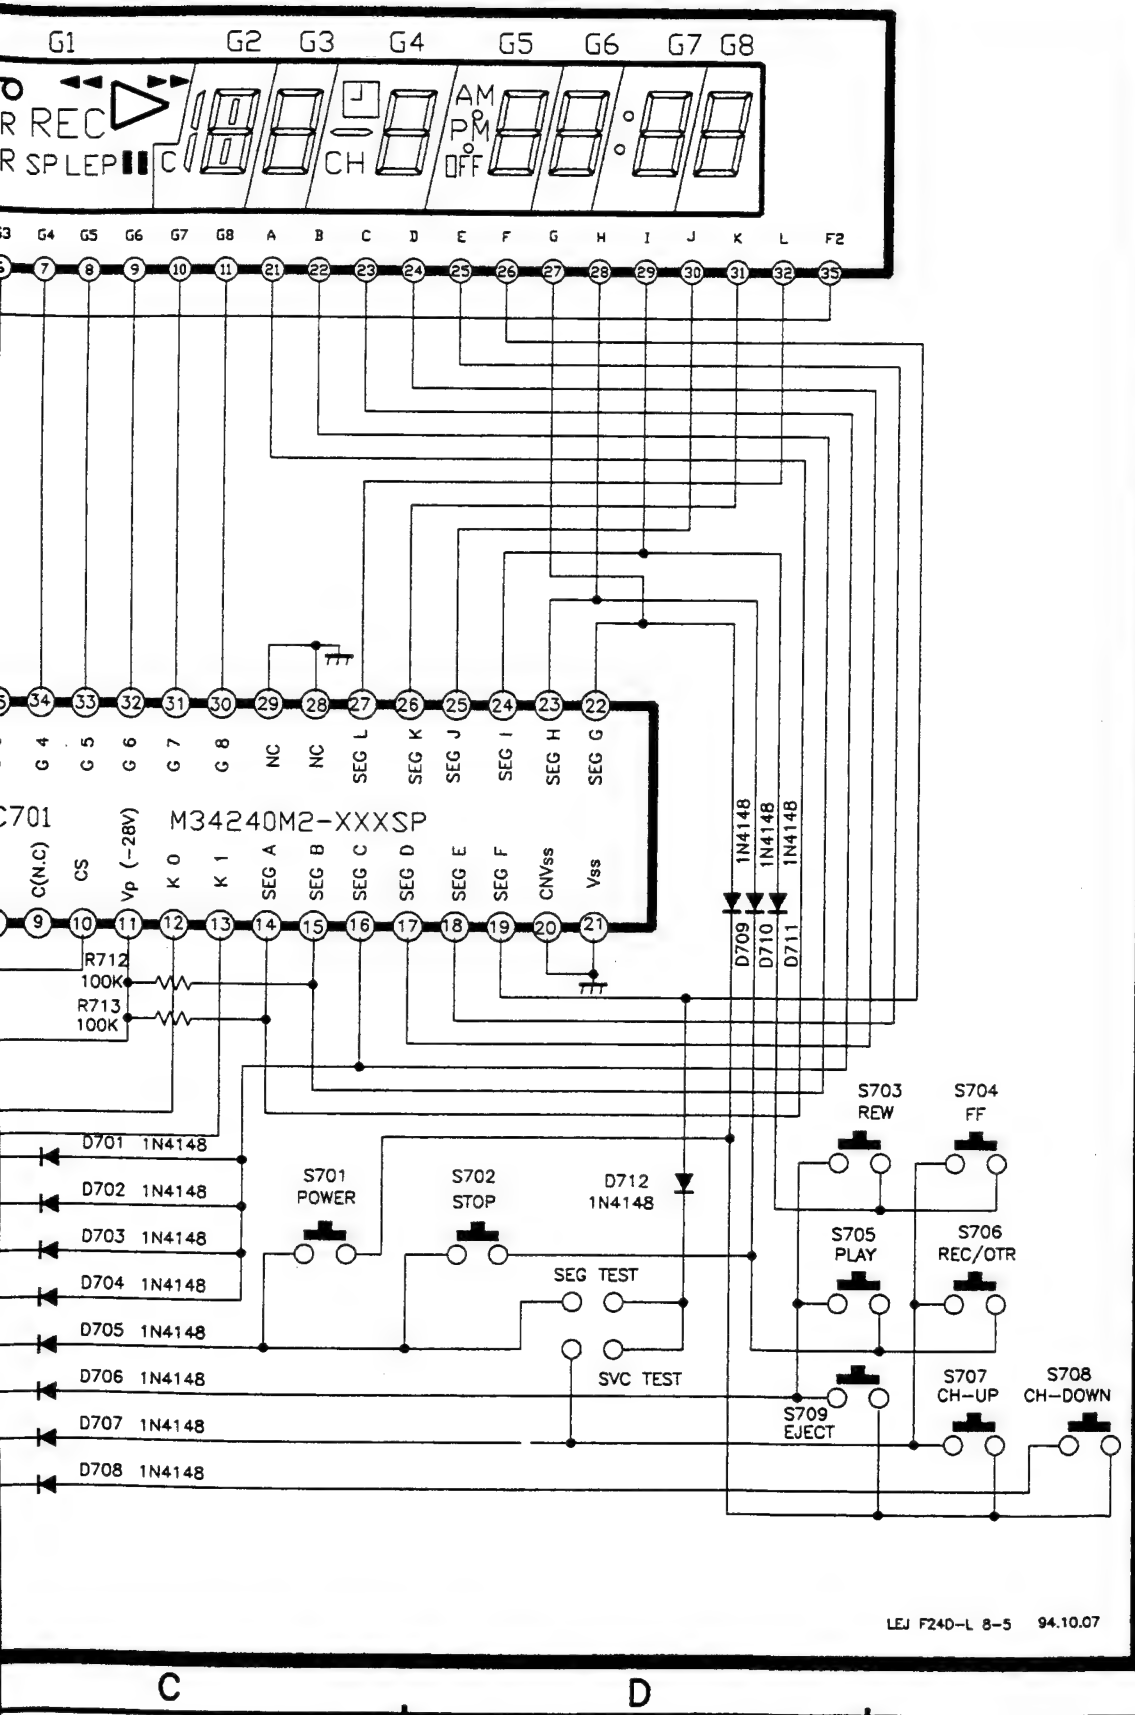 G1 G2 G3 G4 G5 G6 G7 G8
REC AM
PM
R SP LEP C CH OFF
G3 G4 G5 G6 G7 G8 A B C D E F G H I J K L F2
7 8 9 10 11 21 22 23 24 25 26 27 28 29 30 31 32 35
34 33 32 31 30 29 28 27 26 25 24 23 22
G 4 G 5 G 6 G 7 G 8 NC NC SEG L SEG K SEG J SEG I SEG H SEG G
C701 M34240M2-XXXSP
C(N.C) CS Vp (-28V) K 0 K 1 SEG A SEG B SEG C SEG D SEG E SEG F CNVss Vss
9 10 11 12 13 14 15 16 17 18 19 20 21
1N4148 1N4148 1N4148
D709 D710 D711
R712
100K
R713
100K
S703
REW
S704
FF
D701 1N4148
D702 1N4148
D703 1N4148
D704 1N4148
D705 1N4148
D706 1N4148
D707 1N4148
D708 1N4148
S701
POWER
S702
STOP
D712
1N4148
SEG TEST
SVC TEST
S705
PLAY
S706
REC/OTR
S709
EJECT
S707
CH-UP
S708
CH-DOWN
LEJ F24D-L 8-5 94.10.07
C D